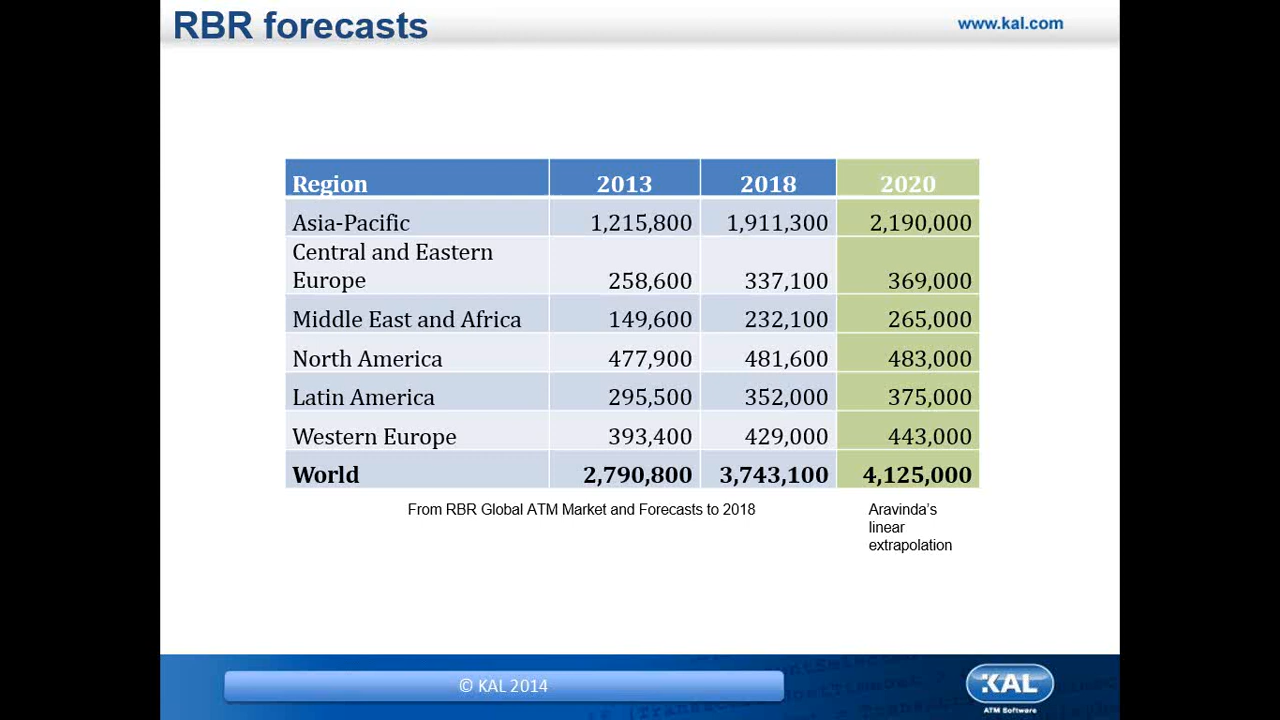 RBR forecasts
www.kal.com
Region 2013 2018 2020
Asia-Pacific 1,215,800 1,911,300 2,190,000
Central and Eastern
Europe 258,600 337,100 369,000
Middle East and Africa 149,600 232,100 265,000
North America 477,900 481,600 483,000
Latin America 295,500 352,000 375,000
Western Europe 393,400 429,000 443,000
World 2,790,800 3,743,100 4,125,000
From RBR Global ATM Market and Forecasts to 2018
Aravinda's
linear
extrapolation
© KAL 2014
KAL
ATM Software